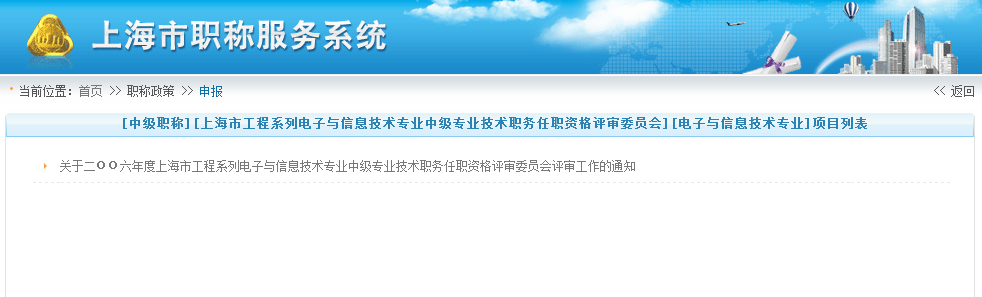 上海市职称服务系统
当前位置：首页 >> 职称政策 >> 申报
<< 返回
[中级职称][上海市工程系列电子与信息技术专业中级专业技术职务任职资格评审委员会][电子与信息技术专业]项目列表
关于二ＯＯ六年度上海市工程系列电子与信息技术专业中级专业技术职务任职资格评审委员会评审工作的通知